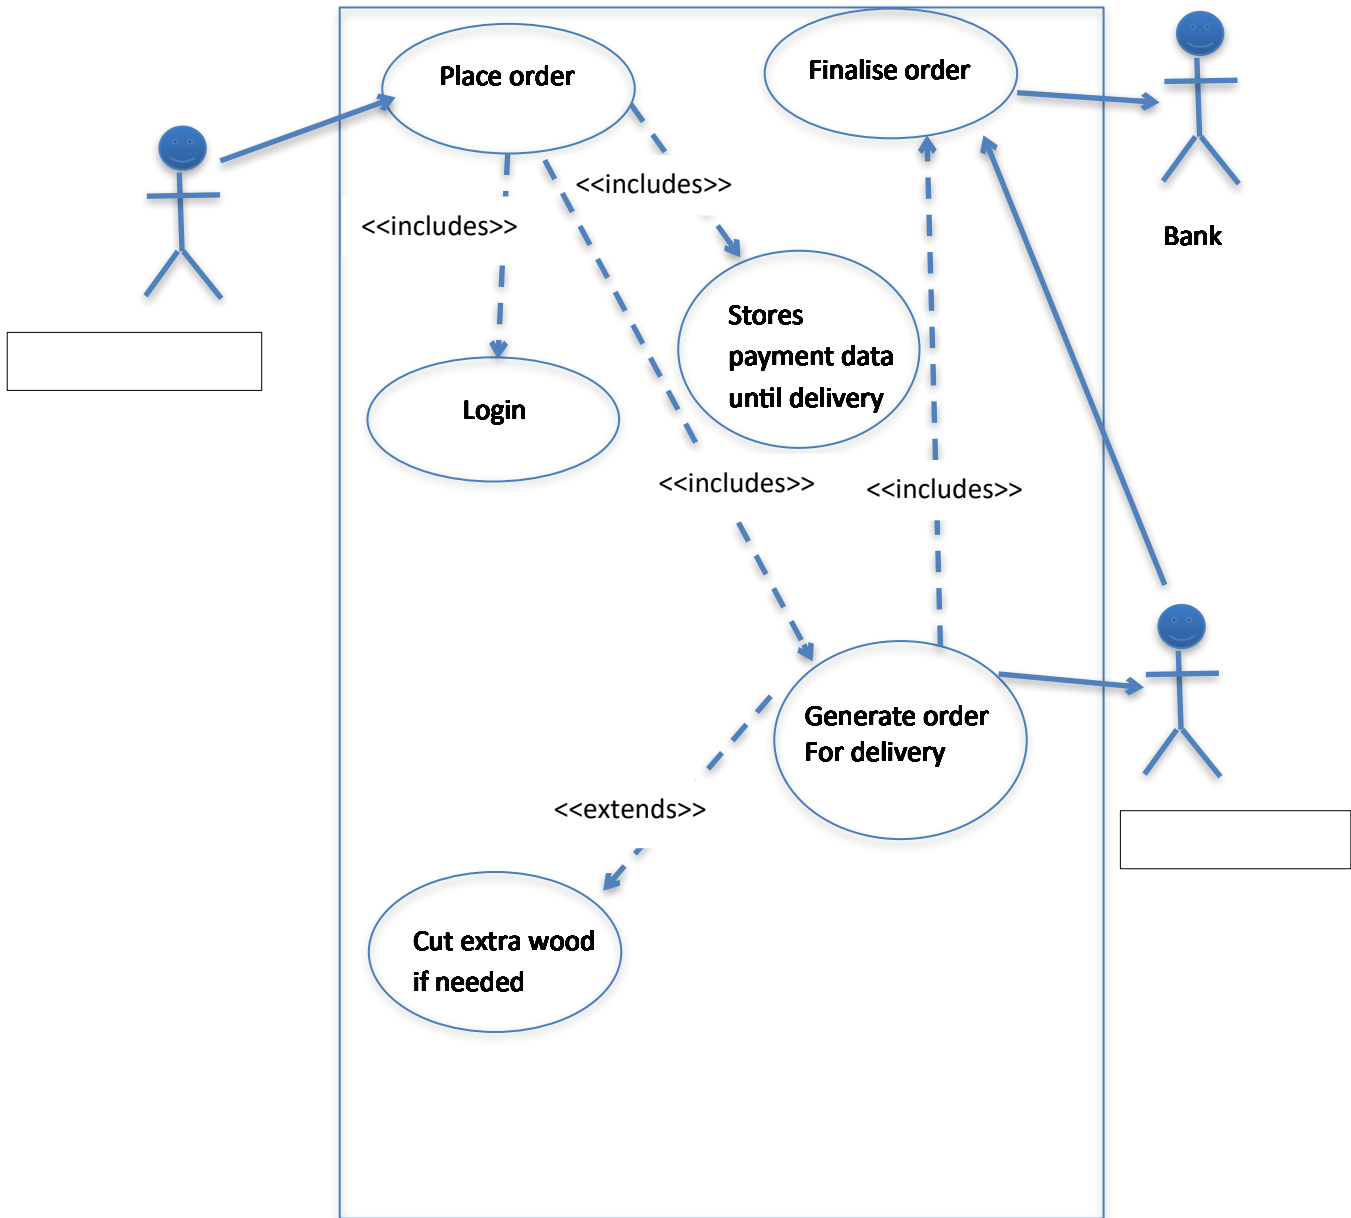 Place order
Finalise order
<<includes>>
<<includes>>
Bank
Stores
payment data
until delivery
Login
<<includes>>
<<includes>>
Generate order
For delivery
<<extends>>
Cut extra wood
if needed